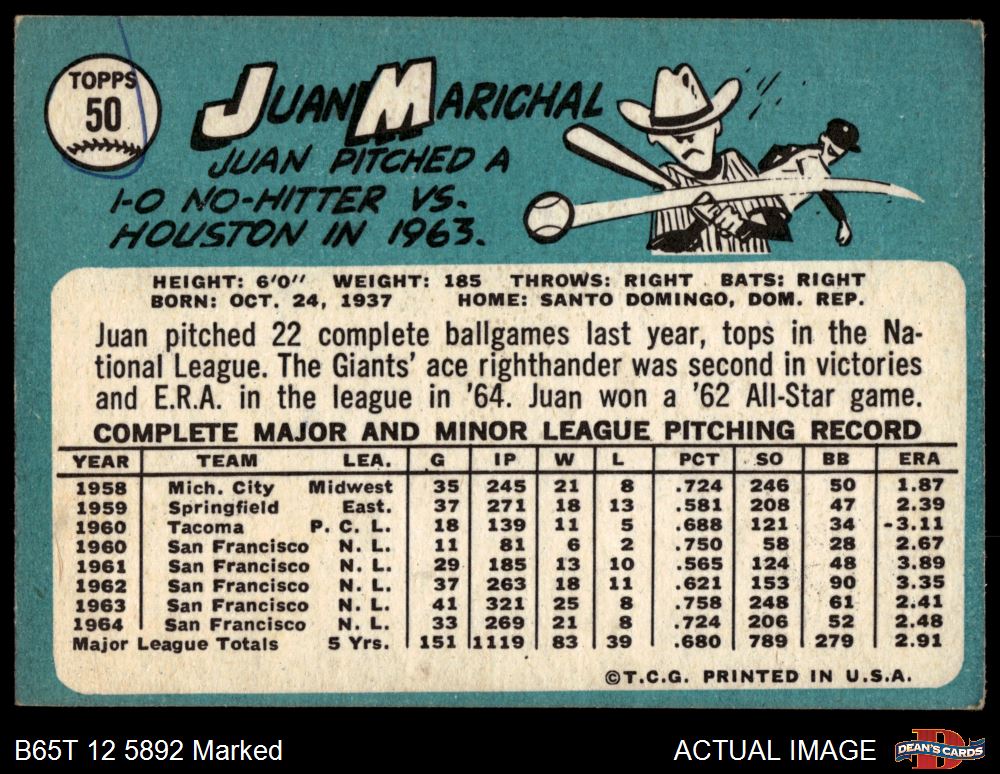 TOPPS
50
JUAN MARICHAL
JUAN PITCHED A
1-0 NO-HITTER VS.
HOUSTON IN 1963.
HEIGHT: 6'0" WEIGHT: 185 THROWS: RIGHT BATS: RIGHT
BORN: OCT. 24, 1937 HOME: SANTO DOMINGO, DOM. REP.
Juan pitched 22 complete ballgames last year, tops in the Na-
tional League. The Giants' ace righthander was second in victories
and E.R.A. in the league in '64. Juan won a '62 All-Star game.
COMPLETE MAJOR AND MINOR LEAGUE PITCHING RECORD
YEAR TEAM LEA. G IP W L PCT SO BB ERA
1958 Mich. City Midwest 35 245 21 8 .724 246 50 1.87
1959 Springfield East. 37 271 18 13 .581 208 47 2.39
1960 Tacoma P. C. L. 18 139 11 5 .688 121 34 -3.11
1960 San Francisco N. L. 11 81 6 2 .750 58 28 2.67
1961 San Francisco N. L. 29 185 13 10 .565 124 48 3.89
1962 San Francisco N. L. 37 263 18 11 .621 153 90 3.35
1963 San Francisco N. L. 41 321 25 8 .758 248 61 2.41
1964 San Francisco N. L. 33 269 21 8 .724 206 52 2.48
Major League Totals 5 Yrs. 151 1119 83 39 .680 789 279 2.91
©T.C.G. PRINTED IN U.S.A.
B65T 12 5892 Marked
ACTUAL IMAGE
DEAN'S CARDS